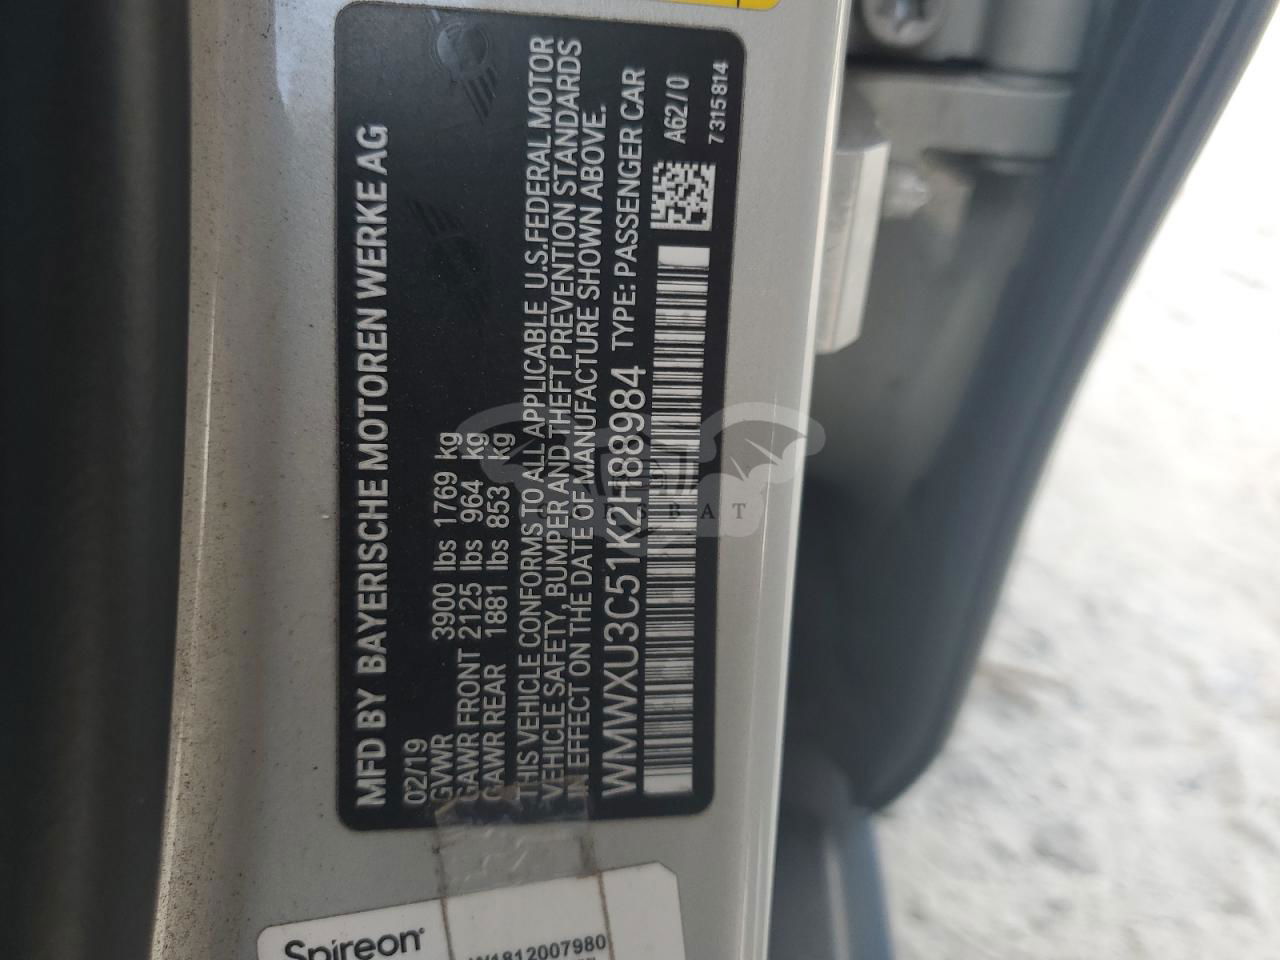 MFD BY BAYERISCHE MOTOREN WERKE AG
02/19
GVWR 3900 lbs 1769 kg
GAWR FRONT 2125 lbs 964 kg
GAWR REAR 1881 lbs 853 kg
THIS VEHICLE CONFORMS TO ALL APPLICABLE U.S.FEDERAL MOTOR
VEHICLE SAFETY, BUMPER AND THEFT PREVENTION STANDARDS
IN EFFECT ON THE DATE OF MANUFACTURE SHOWN ABOVE.
WMWXU3C51K2H88984 TYPE: PASSENGER CAR
A62/0
7315814
Spireon
1812007980